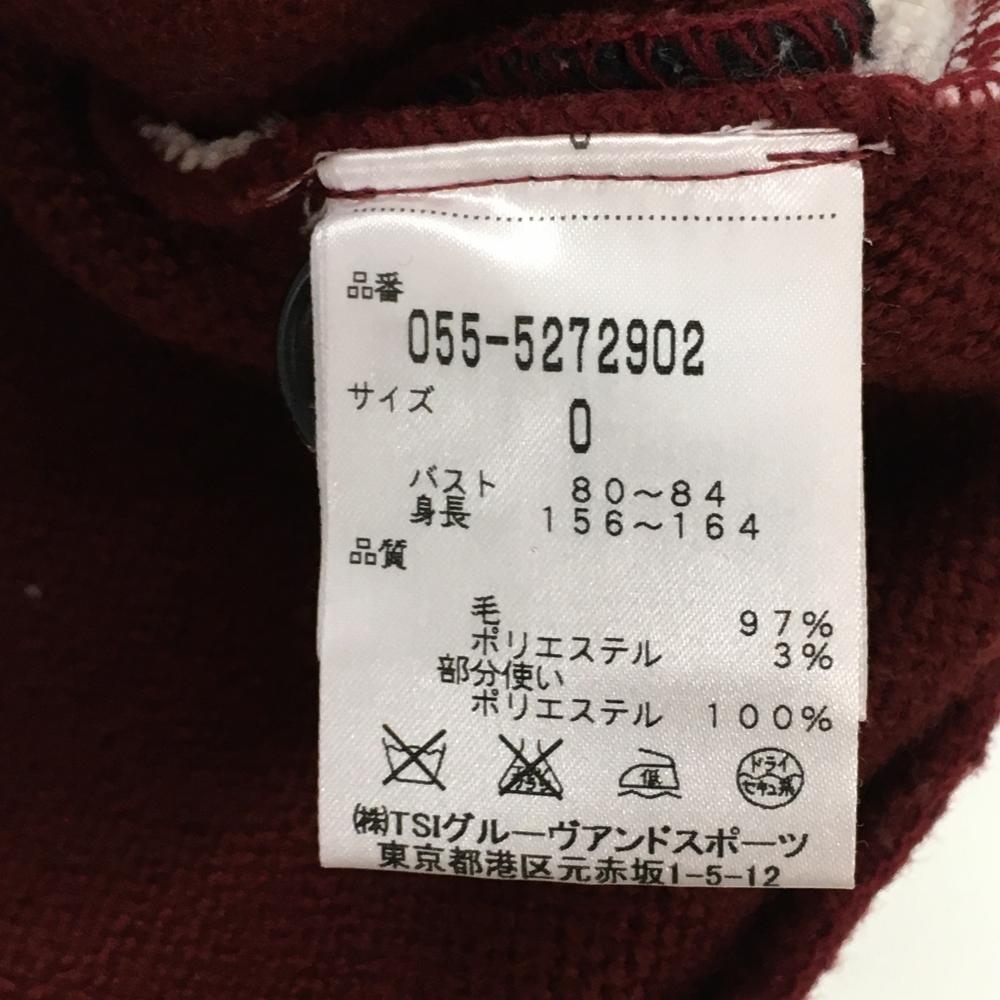 品番
055-5272902
サイズ
0
バスト 80～84
身長 156～164
品質
毛 97%
ポリエステル 3%
部分使い
ポリエステル 100%
低
ドライ
セキユ系
㈱TSIグルーヴアンドスポーツ
東京都港区元赤坂1-5-12